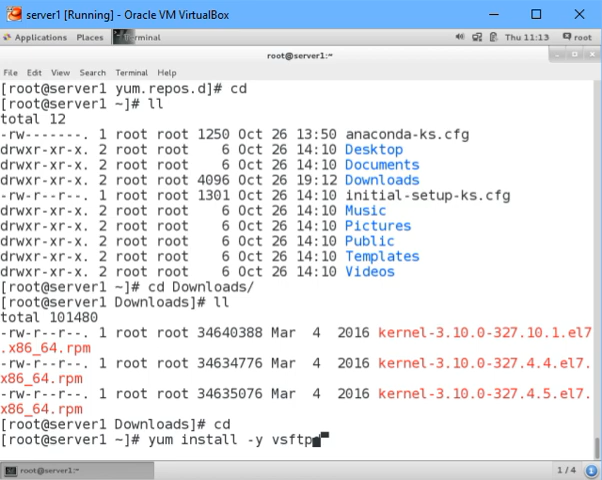 server1 [Running] - Oracle VM VirtualBox
Applications Places Terminal Thu 11:13 root
root@server1:~
File Edit View Search Terminal Help
[root@server1 yum.repos.d]# cd
[root@server1 ~]# ll
total 12
-rw-------. 1 root root 1250 Oct 26 13:50 anaconda-ks.cfg
drwxr-xr-x. 2 root root    6 Oct 26 14:10 Desktop
drwxr-xr-x. 2 root root    6 Oct 26 14:10 Documents
drwxr-xr-x. 2 root root 4096 Oct 26 19:12 Downloads
-rw-r--r--. 1 root root 1301 Oct 26 14:10 initial-setup-ks.cfg
drwxr-xr-x. 2 root root    6 Oct 26 14:10 Music
drwxr-xr-x. 2 root root    6 Oct 26 14:10 Pictures
drwxr-xr-x. 2 root root    6 Oct 26 14:10 Public
drwxr-xr-x. 2 root root    6 Oct 26 14:10 Templates
drwxr-xr-x. 2 root root    6 Oct 26 14:10 Videos
[root@server1 ~]# cd Downloads/
[root@server1 Downloads]# ll
total 101480
-rw-r--r--. 1 root root 34640388 Mar  4  2016 kernel-3.10.0-327.10.1.el7
.x86_64.rpm
-rw-r--r--. 1 root root 34634776 Mar  4  2016 kernel-3.10.0-327.4.4.el7.
x86_64.rpm
-rw-r--r--. 1 root root 34635076 Mar  4  2016 kernel-3.10.0-327.4.5.el7.
x86_64.rpm
[root@server1 Downloads]# cd
[root@server1 ~]# yum install -y vsftp
root@server1:~ 1 / 4 1